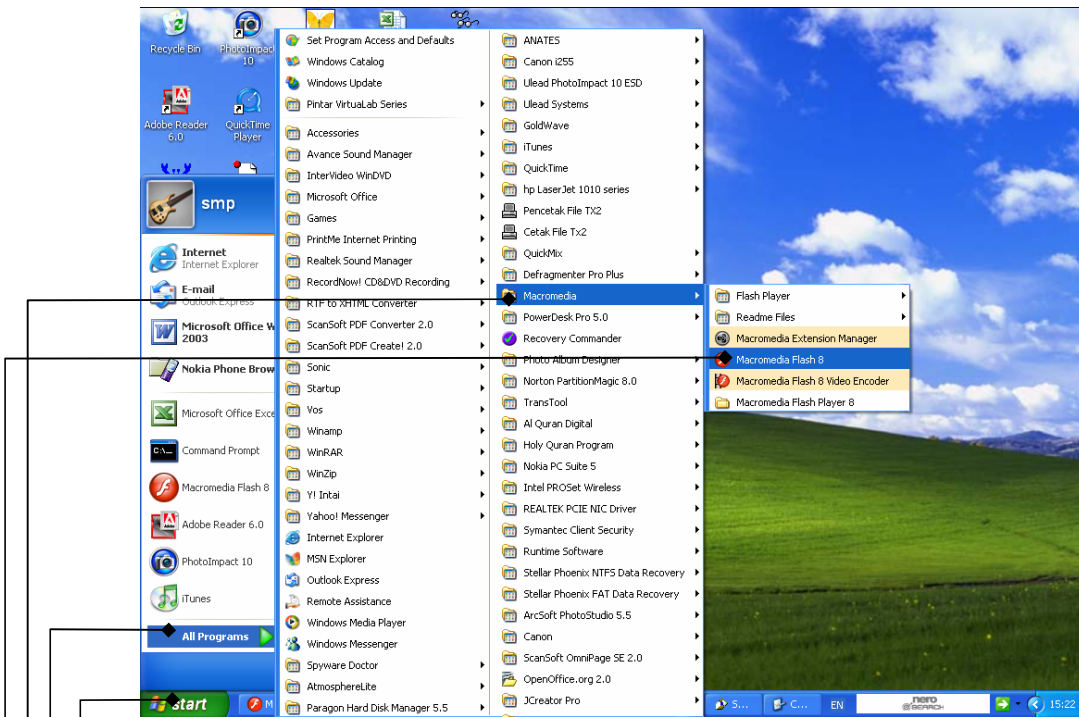 Recycle Bin
PhotoImpact
10
Adobe Reader
6.0
QuickTime
Player
smp
Internet
Internet Explorer
E-mail
Outlook Express
Microsoft Office W
2003
Nokia Phone Brow
Microsoft Office Exce
Command Prompt
Macromedia Flash 8
Adobe Reader 6.0
PhotoImpact 10
iTunes
All Programs
Set Program Access and Defaults
Windows Catalog
Windows Update
Pintar VirtuaLab Series
Accessories
Avance Sound Manager
InterVideo WinDVD
Microsoft Office
Games
PrintMe Internet Printing
Realtek Sound Manager
RecordNow! CD&DVD Recording
RTF to XHTML Converter
ScanSoft PDF Converter 2.0
ScanSoft PDF Create! 2.0
Sonic
Startup
Vos
Winamp
WinRAR
WinZip
Y! Intai
Yahoo! Messenger
Internet Explorer
MSN Explorer
Outlook Express
Remote Assistance
Windows Media Player
Windows Messenger
Spyware Doctor
AtmosphereLite
Paragon Hard Disk Manager 5.5
ANATES
Canon i255
Ulead PhotoImpact 10 ESD
Ulead Systems
GoldWave
iTunes
QuickTime
hp LaserJet 1010 series
Pencetak File TX2
Cetak File Tx2
QuickMix
Defragmenter Pro Plus
Macromedia
PowerDesk Pro 5.0
Recovery Commander
Photo Album Designer
Norton PartitionMagic 8.0
TransTool
Al Quran Digital
Holy Quran Program
Nokia PC Suite 5
Intel PROSet Wireless
REALTEK PCIE NIC Driver
Symantec Client Security
Runtime Software
Stellar Phoenix NTFS Data Recovery
Stellar Phoenix FAT Data Recovery
ArcSoft PhotoStudio 5.5
Canon
ScanSoft OmniPage SE 2.0
OpenOffice.org 2.0
JCreator Pro
Flash Player
Readme Files
Macromedia Extension Manager
Macromedia Flash 8
Macromedia Flash 8 Video Encoder
Macromedia Flash Player 8
start
M
S...
C...
EN
nero
SEARCH
15:22